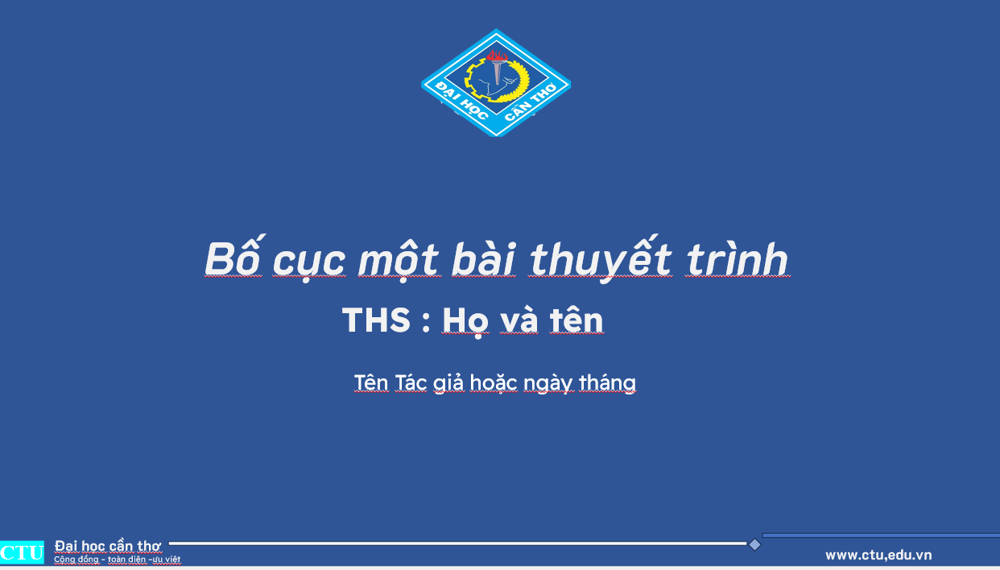 ĐẠI HỌC CẦN THƠ
Bố cục một bài thuyết trình
THS : Họ và tên
Tên Tác giả hoặc ngày tháng
CTU
Đại học cần thơ
Cộng đồng – toàn diện –ưu việt
www.ctu,edu.vn